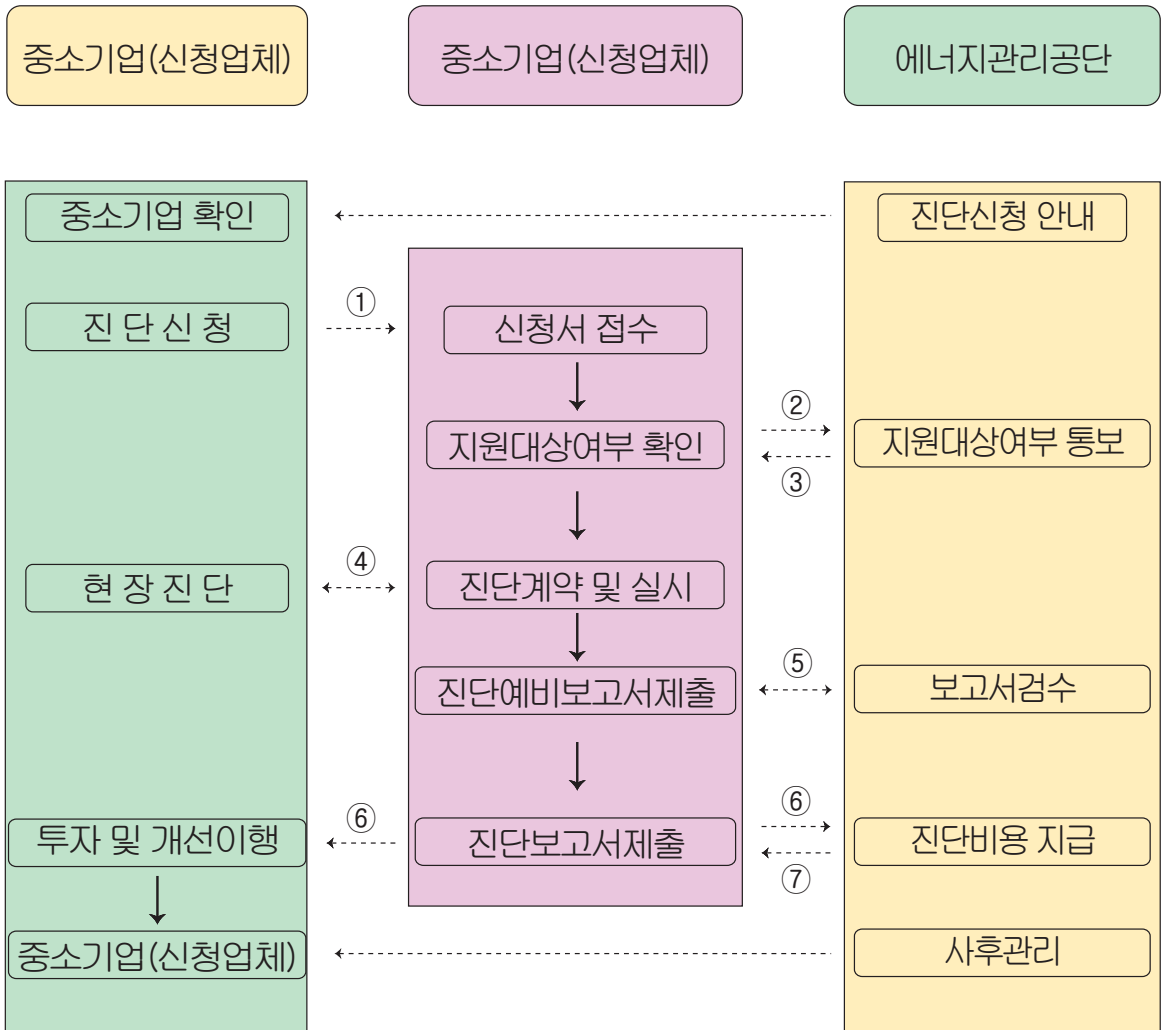 중소기업(신청업체)
중소기업(신청업체)
에너지관리공단
중소기업 확인
진단신청 안내
진 단 신 청
①
신청서 접수
지원대상여부 확인
②
③
지원대상여부 통보
현 장 진 단
④
진단계약 및 실시
진단예비보고서제출
⑤
보고서검수
투자 및 개선이행
⑥
진단보고서제출
⑥
⑦
진단비용 지급
중소기업(신청업체)
사후관리